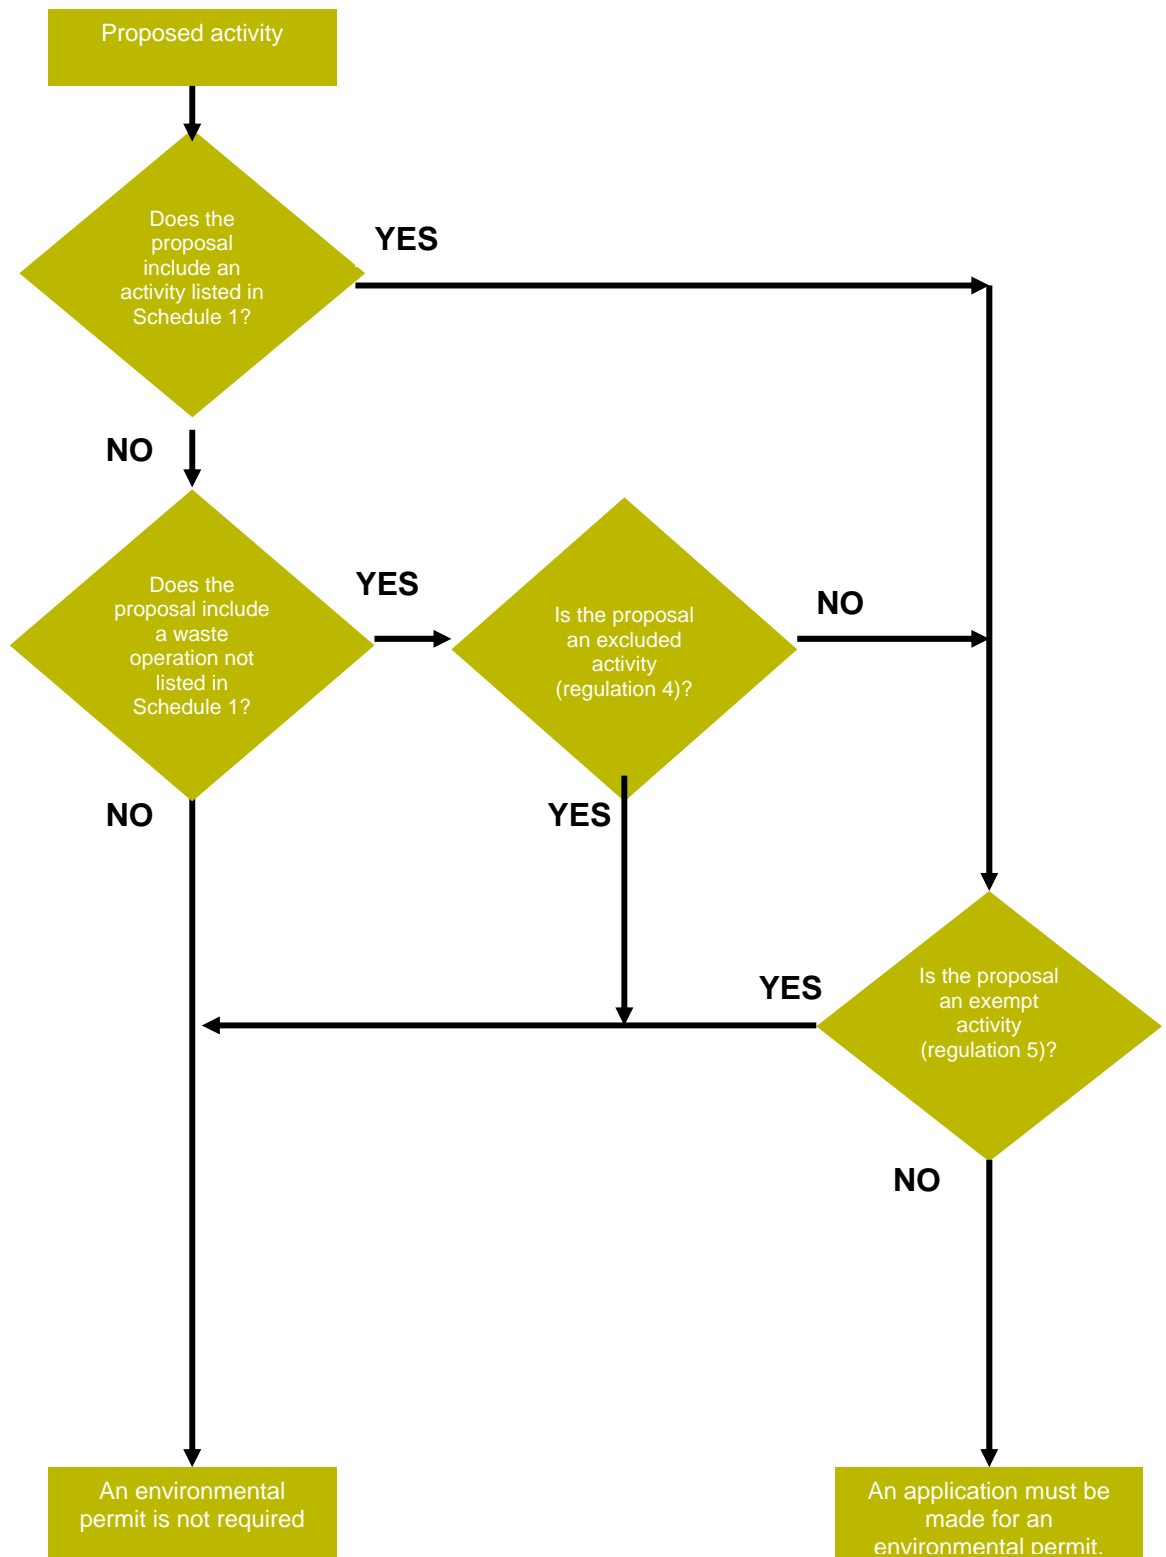 Proposed activity
Does the
proposal
include an
activity listed in
Schedule 1?
YES
NO
Does the
proposal include
a waste
operation not
listed in
Schedule 1?
YES
Is the proposal
an excluded
activity
(regulation 4)?
NO
NO
YES
YES
Is the proposal
an exempt
activity
(regulation 5)?
NO
An environmental
permit is not required
An application must be
made for an
environmental permit.